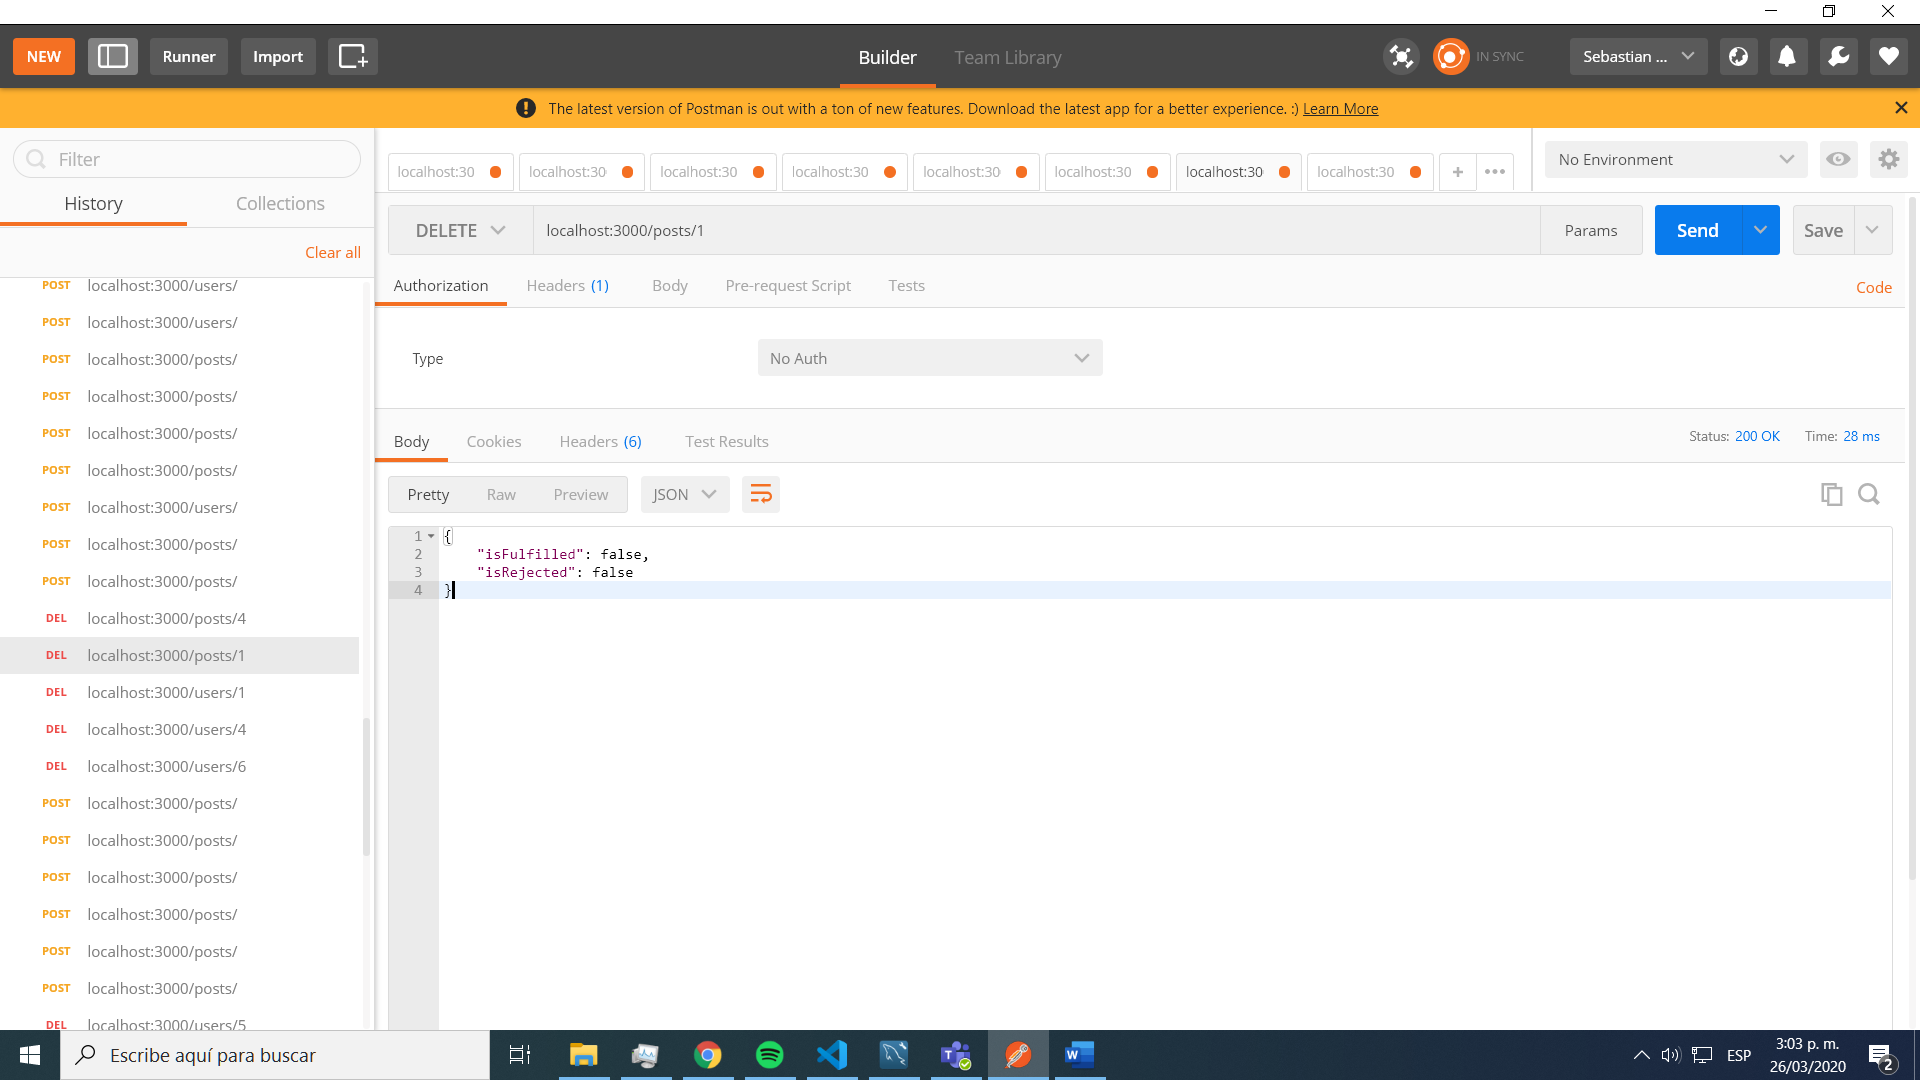 NEW Runner Import Builder Team Library IN SYNC Sebastian ...
The latest version of Postman is out with a ton of new features. Download the latest app for a better experience. :) Learn More
Filter
History Collections
Clear all
POST localhost:3000/users/
POST localhost:3000/users/
POST localhost:3000/posts/
POST localhost:3000/posts/
POST localhost:3000/posts/
POST localhost:3000/posts/
POST localhost:3000/users/
POST localhost:3000/posts/
POST localhost:3000/posts/
DEL localhost:3000/posts/4
DEL localhost:3000/posts/1
DEL localhost:3000/users/1
DEL localhost:3000/users/4
DEL localhost:3000/users/6
POST localhost:3000/posts/
POST localhost:3000/posts/
POST localhost:3000/posts/
POST localhost:3000/posts/
POST localhost:3000/posts/
POST localhost:3000/posts/
DEL localhost:3000/users/5
localhost:30 localhost:30 localhost:30 localhost:30 localhost:30 localhost:30 localhost:30 localhost:30 + •••
No Environment
DELETE localhost:3000/posts/1 Params Send Save
Authorization Headers (1) Body Pre-request Script Tests Code
Type No Auth
Body Cookies Headers (6) Test Results Status: 200 OK Time: 28 ms
Pretty Raw Preview JSON
1 {
2 "isFulfilled": false,
3 "isRejected": false
4 }
Escribe aquí para buscar
ESP
3:03 p. m.
26/03/2020
2